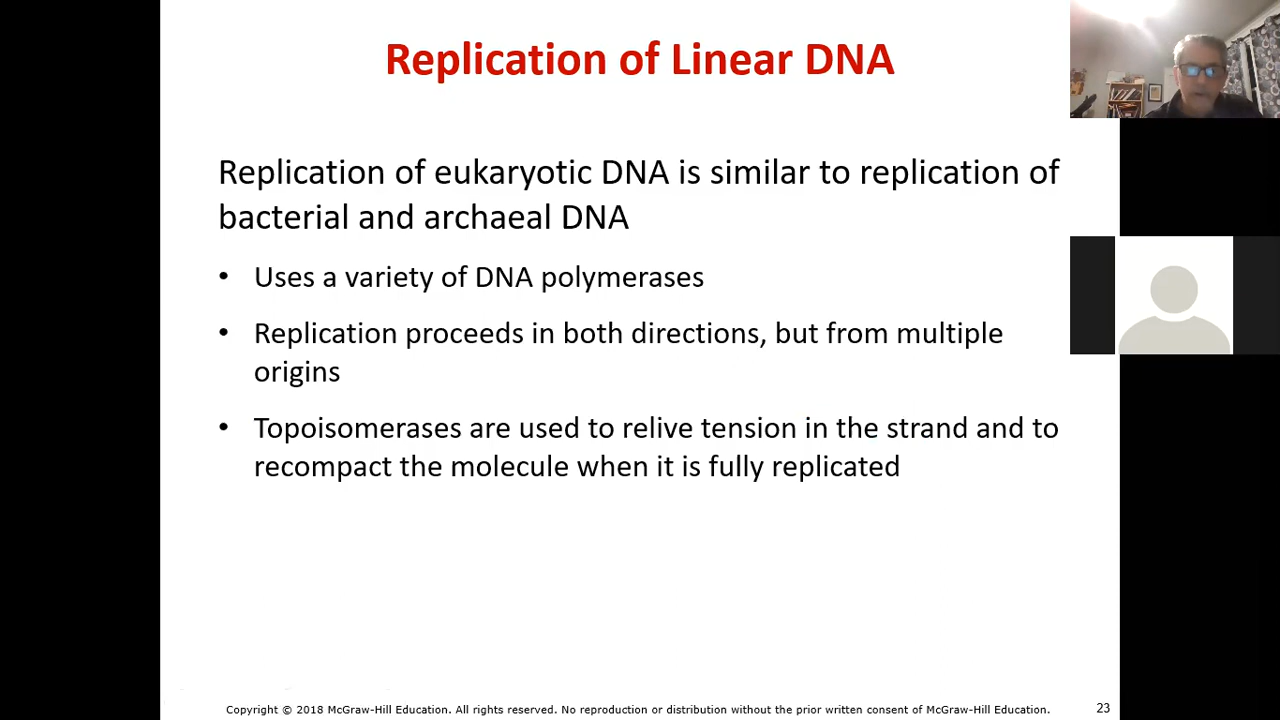 Replication of Linear DNA
Replication of eukaryotic DNA is similar to replication of
bacterial and archaeal DNA
• Uses a variety of DNA polymerases
• Replication proceeds in both directions, but from multiple
origins
• Topoisomerases are used to relive tension in the strand and to
recompact the molecule when it is fully replicated
Copyright © 2018 McGraw-Hill Education. All rights reserved. No reproduction or distribution without the prior written consent of McGraw-Hill Education.
23